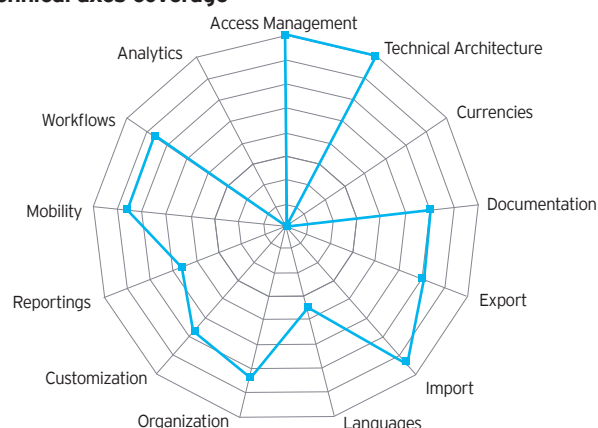 Access Management
Technical Architecture
Analytics
Currencies
Workflows
Documentation
Mobility
Export
Reportings
Import
Customization
Languages
Organization